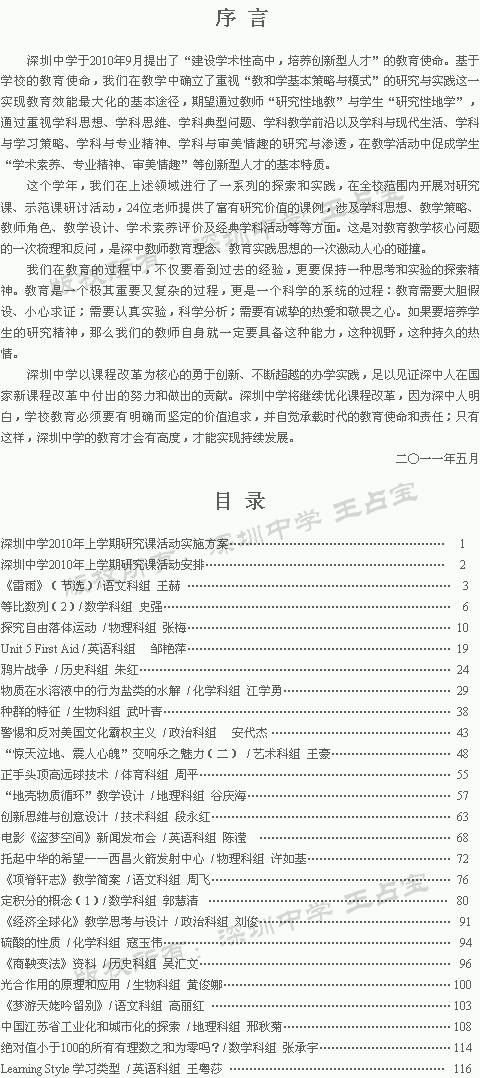 序 言
深圳中学于2010年9月提出了“建设学术性高中，培养创新型人才”的教育使命。基于
学校的教育使命，我们在教学中确立了重视“教和学基本策略与模式”的研究与实践这一
实现教育效能最大化的基本途径，期望通过教师“研究性地教”与学生“研究性地学”，
通过重视学科思想、学科思维、学科典型问题、学科教学前沿以及学科与现代生活、学科
与学习策略、学科与专业精神、学科与审美情趣的研究与渗透，在教学活动中促成学生
“学术素养、专业精神、审美情趣”等创新型人才的基本特质。
这个学年，我们在上述领域进行了一系列的探索和实践，在全校范围内开展对研究
课、示范课研讨活动，24位老师提供了富有研究价值的课例，涉及学科思想、教学策略、
教师角色、教学设计、学术素养评价及经典学科活动等等方面。这是对教育教学核心问题
的一次梳理和反问，是深中教师教育理念、教育实践思想的一次激动人心的碰撞。
我们在教育的过程中，不仅要看到过去的经验，更要保持一种思考和实验的探索精
神。教育是一个极其重要又复杂的过程，更是一个科学的系统的过程：教育需要大胆假
设、小心求证；需要认真实验，科学分析；需要有诚挚的热爱和敬畏之心。如果要培养学
生的研究精神，那么我们的教师自身就一定要具备这种能力，这种视野，这种持久的热
情。
深圳中学以课程改革为核心的勇于创新、不断超越的办学实践，足以见证深中人在国
家新课程改革中付出的努力和做出的贡献。深圳中学将继续优化课程改革，因为深中人明
白，学校教育必须要有明确而坚定的价值追求，并自觉承载时代的教育使命和责任；只有
这样，深圳中学的教育才会有高度，才能实现持续发展。
二〇一一年五月
版权所有：深圳中学 王占宝
目 录
深圳中学2010年上学期研究课活动实施方案…………………………………… 1
深圳中学2010年上学期研究课活动安排………………………………………… 2
《雷雨》（节选）/ 语文科组 王赫 ……………………………………………… 3
等比数列（2）/ 数学科组 史强………………………………………………… 6
探究自由落体运动 / 物理科组 张梅…………………………………………… 10
Unit 5 First Aid / 英语科组 邹艳萍…………………………………………… 19
鸦片战争 / 历史科组 朱红……………………………………………………… 24
物质在水溶液中的行为盐类的水解 / 化学科组 江学勇……………………… 29
种群的特征 / 生物科组 武叶青………………………………………………… 38
警惕和反对美国文化霸权主义 / 政治科组 安代杰 …………………………… 43
“惊天泣地、震人心魄”交响乐之魅力（二）/ 艺术科组 王豪……………… 48
正手头顶高远球技术 / 体育科组 周平………………………………………… 55
“地壳物质循环”教学设计 / 地理科组 谷庆海……………………………… 57
创新思维与创意设计 / 技术科组 段永红……………………………………… 63
电影《盗梦空间》新闻发布会 / 英语科组 陈滢 ……………………………… 68
托起中华的希望——西昌火箭发射中心 / 物理科组 许如基………………… 72
《项脊轩志》教学简案 / 语文科组 周飞……………………………………… 76
定积分的概念（1）/ 数学科组 郭慧清 ………………………………………… 80
《经济全球化》教学思考与设计 / 政治科组 刘俊…………………………… 91
硫酸的性质 / 化学科组 寇玉伟………………………………………………… 94
《商鞅变法》资料 / 历史科组 吴汇文………………………………………… 96
光合作用的原理和应用 / 生物科组 黄俊娜…………………………………… 100
《梦游天姥吟留别》/ 语文科组 高丽红 ……………………………………… 103
中国江苏省工业化和城市化的探索 / 地理科组 邢秋菊……………………… 108
绝对值小于100的所有有理数之和为零吗？/ 数学科组 张承宇……………… 114
Learning Style 学习类型 / 英语科组 王粤莎 ………………………………… 116
版权所有：深圳中学 王占宝
版权所有：深圳中学 王占宝